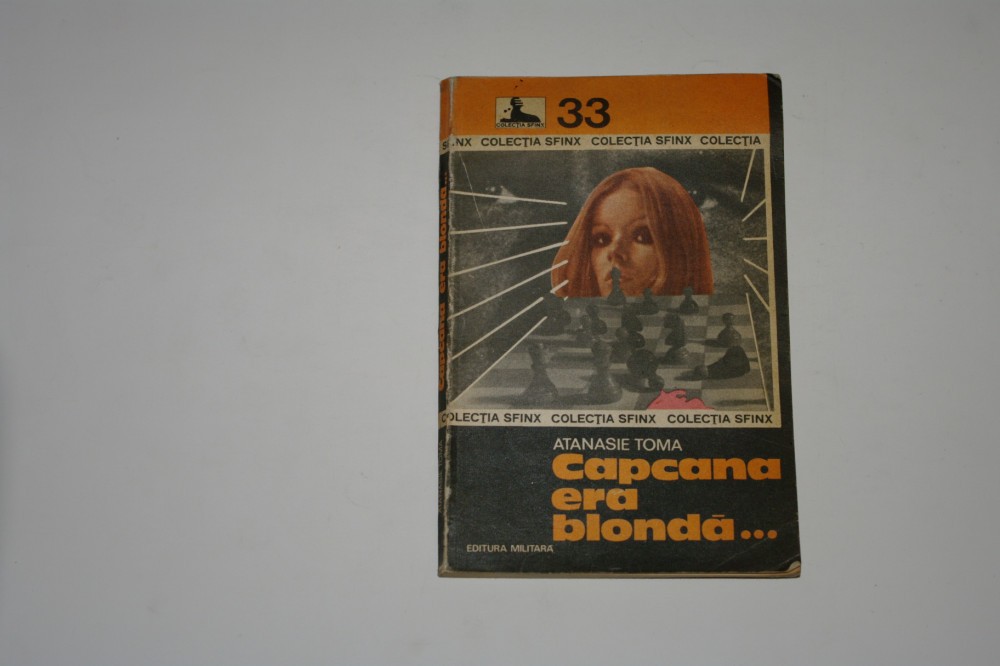 COLECȚIA SFINX
33
SFINX COLECȚIA SFINX COLECȚIA SFINX COLECȚIA
Capcana era blondă...
COLECȚIA SFINX COLECȚIA SFINX COLECȚIA SFINX
ATANASIE TOMA
Capcana
era
blondă...
EDITURA MILITARĂ